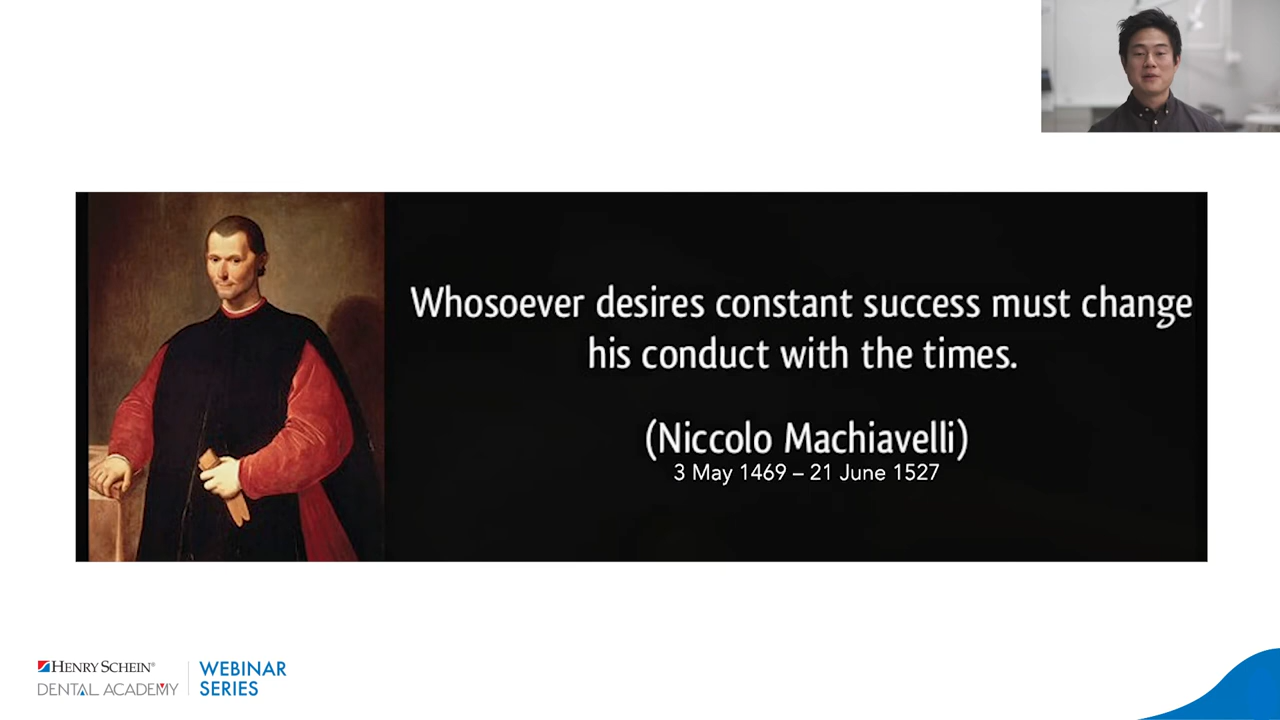 Whosoever desires constant success must change
his conduct with the times.
(Niccolo Machiavelli)
3 May 1469 – 21 June 1527
HENRY SCHEIN®
DENTAL ACADEMY
WEBINAR
SERIES